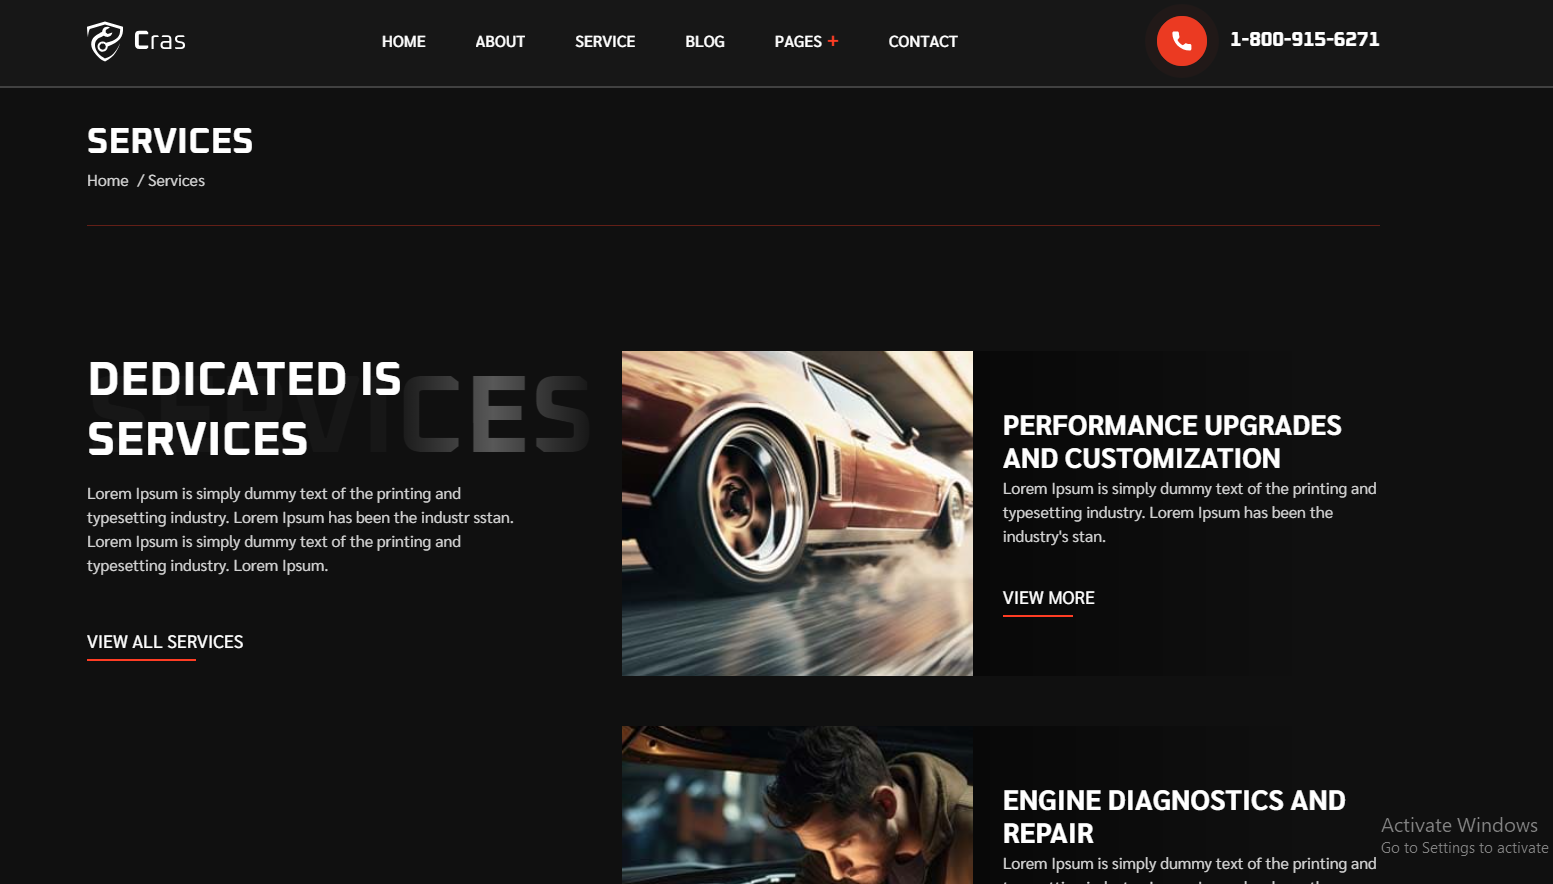 Cras
HOME
ABOUT
SERVICE
BLOG
PAGES +
CONTACT
1-800-915-6271
SERVICES
Home / Services
SERVICES
DEDICATED IS
SERVICES
Lorem Ipsum is simply dummy text of the printing and
typesetting industry. Lorem Ipsum has been the industr sstan.
Lorem Ipsum is simply dummy text of the printing and
typesetting industry. Lorem Ipsum.
VIEW ALL SERVICES
PERFORMANCE UPGRADES
AND CUSTOMIZATION
Lorem Ipsum is simply dummy text of the printing and
typesetting industry. Lorem Ipsum has been the
industry's stan.
VIEW MORE
ENGINE DIAGNOSTICS AND
REPAIR
Lorem Ipsum is simply dummy text of the printing and
Activate Windows
Go to Settings to activate